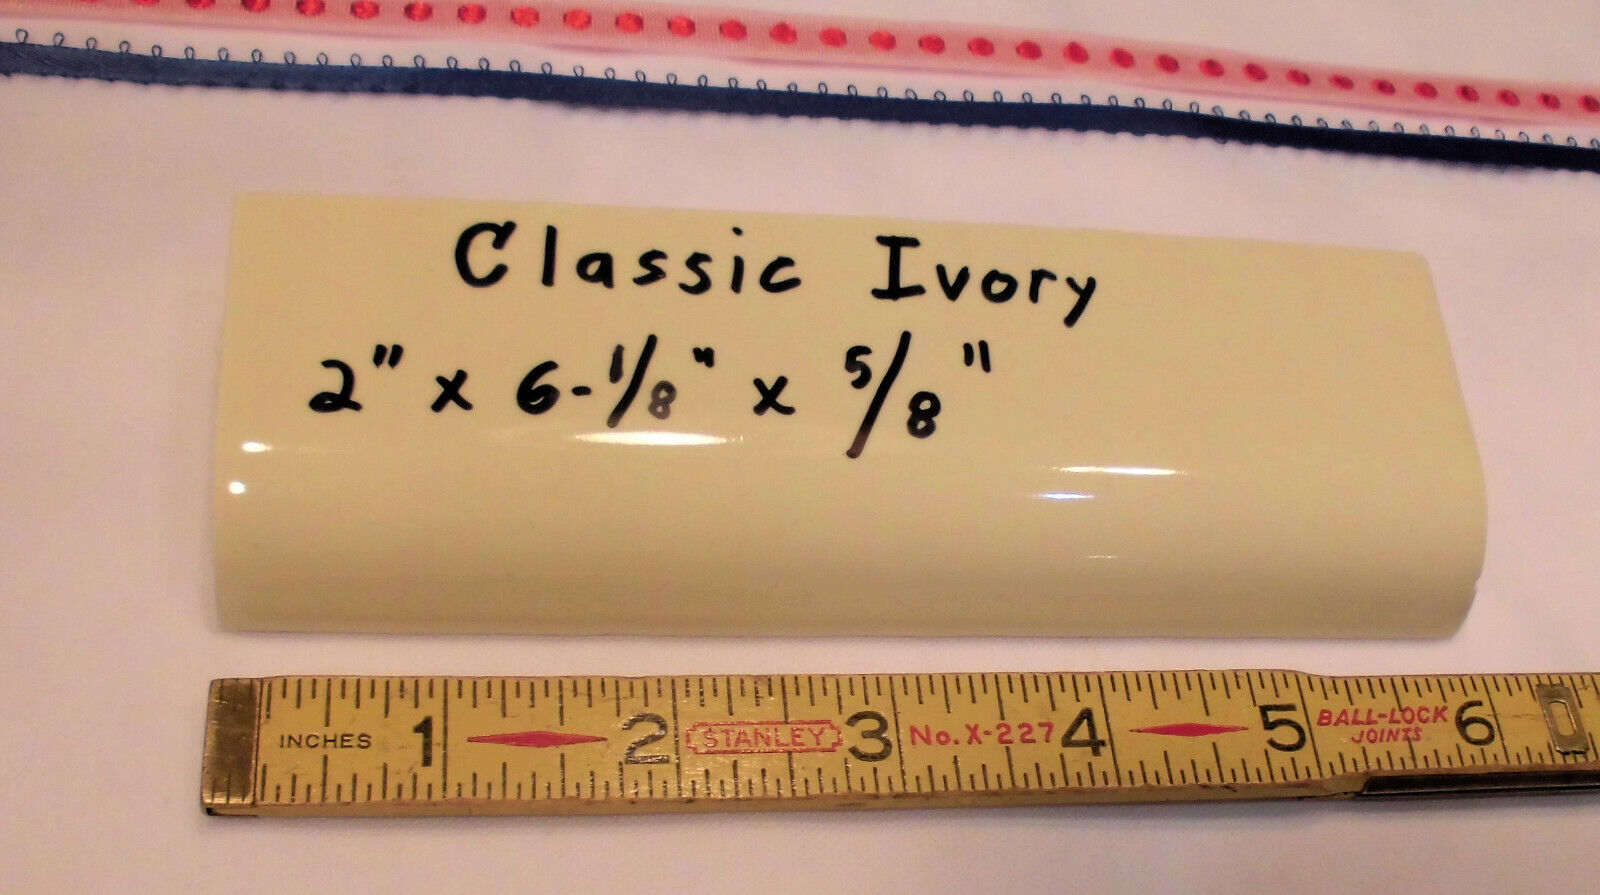 Classic Ivory
2" x 6-1/8" x 5/8"
INCHES 1 2 STANLEY 3 No. X-227 4 5 BALL-LOCK JOINTS 6